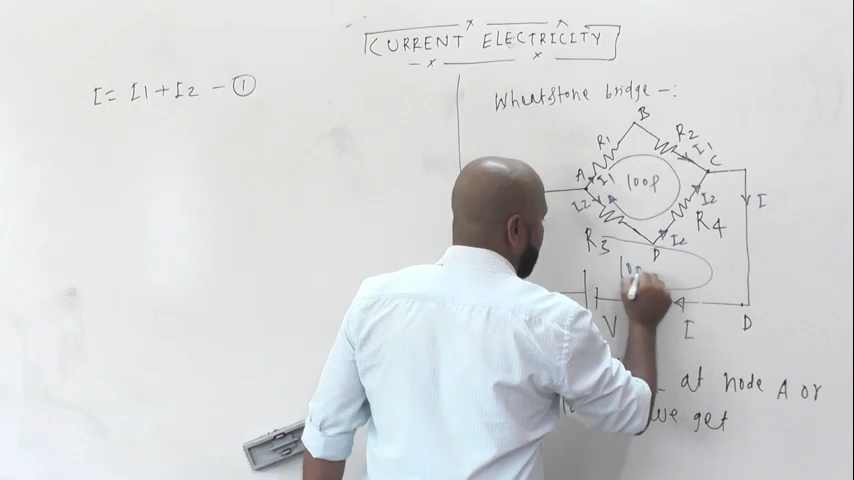 CURRENT ELECTRICITY
I = I1 + I2 - ①
Wheatstone bridge -:
B
R1
R2
I1
C
A
I1
loop
I2
I2
I
R3
R4
D
I2
V
I
D
at node A or
we get